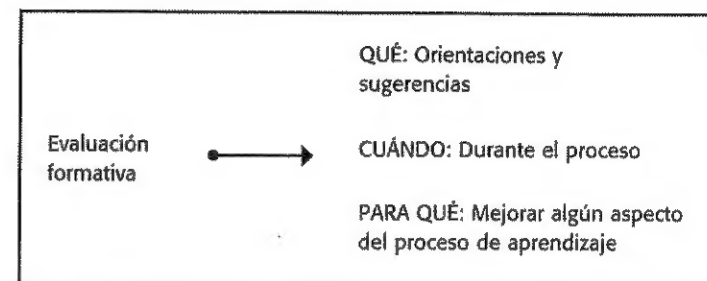 QUÉ: Orientaciones y
sugerencias
Evaluación
formativa
CUÁNDO: Durante el proceso
PARA QUÉ: Mejorar algún aspecto
del proceso de aprendizaje